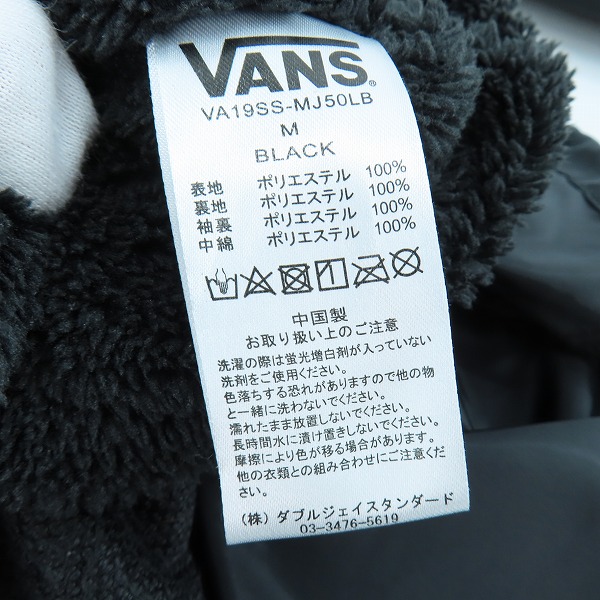 VANS
VA19SS-MJ50LB
M
BLACK
表地 ポリエステル 100%
裏地 ポリエステル 100%
袖裏 ポリエステル 100%
中綿 ポリエステル 100%
中国製
お取り扱い上のご注意
洗濯の際は蛍光増白剤が入っていない
洗剤をご使用ください。
色落ちする恐れがありますので他の物
と一緒に洗わないでください。
濡れたまま放置しないでください。
長時間水に漬け置きしないでください。
摩擦により色が移る場合があります。
他の衣類との組み合わせにご注意くだ
さい。
(株) ダブルジェイスタンダード
03-3476-5619